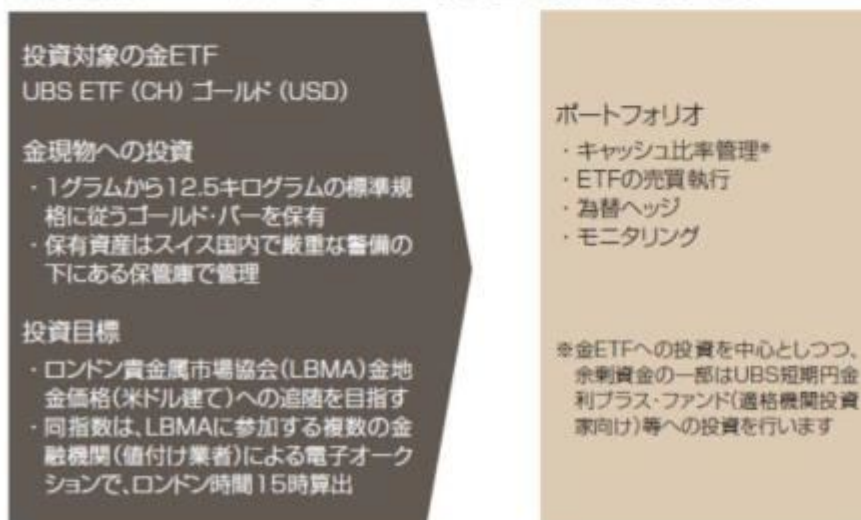 投資対象の金ETF
UBS ETF (CH) ゴールド (USD)
金現物への投資
・1グラムから12.5キログラムの標準規
格に従うゴールド・バーを保有
・保有資産はスイス国内で厳重な警備の
下にある保管庫で管理
投資目標
・ロンドン貴金属市場協会(LBMA)金地
金価格(米ドル建て)への追随を目指す
・同指数は、LBMAに参加する複数の金
融機関(値付け業者)による電子オーク
ションで、ロンドン時間15時算出
ポートフォリオ
・キャッシュ比率管理※
・ETFの売買執行
・為替ヘッジ
・モニタリング
※金ETFへの投資を中心としつつ、
余剰資金の一部はUBS短期円金
利プラス・ファンド(適格機関投資
家向け)等への投資を行います